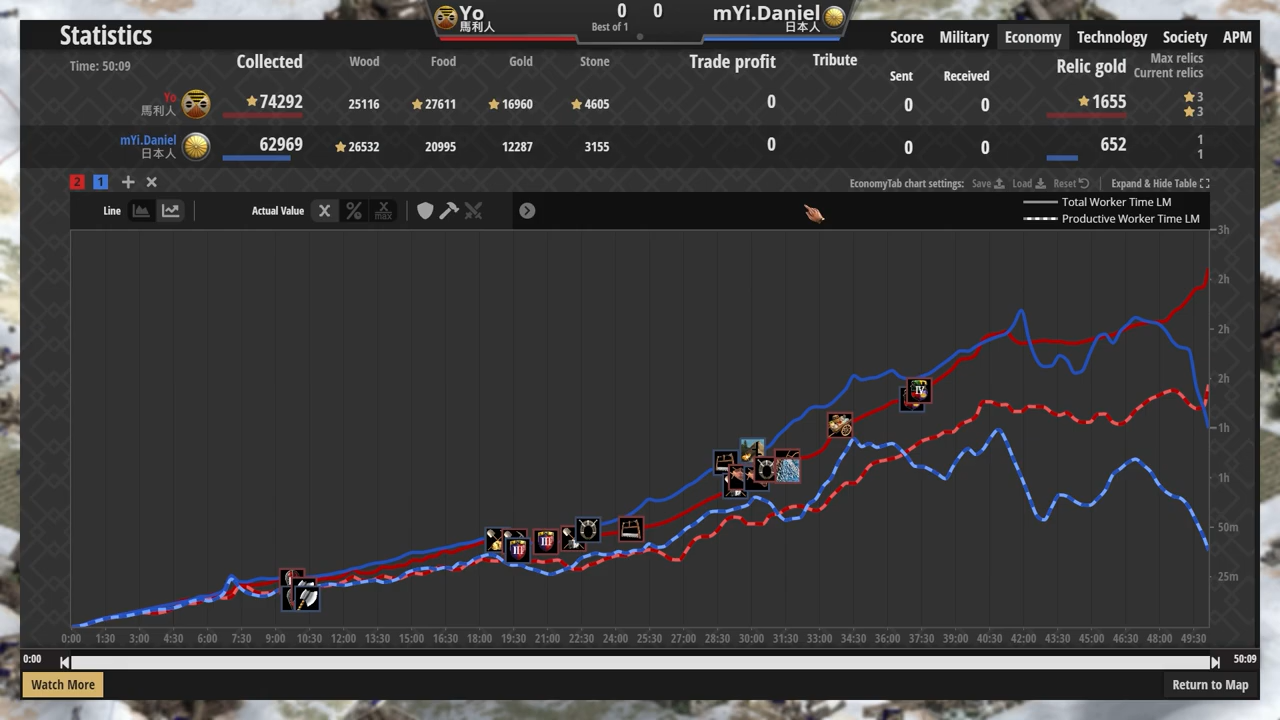 Yo 0 0 mYi.Daniel
馬利人 Best of 1 日本人
Statistics Score Military Economy Technology Society APM
Time: 50:09 Collected Wood Food Gold Stone Trade profit Tribute Sent Received Relic gold Max relics
Current relics
Yo
馬利人 74292 25116 27611 16960 4605 0 0 0 1655 3
3
mYi.Daniel
日本人 62969 26532 20995 12287 3155 0 0 0 652 1
1
2 1 EconomyTab chart settings: Save Load Reset Expand & Hide Table
Line Actual Value X % X/max Total Worker Time LM
Productive Worker Time LM
3h
2h
2h
2h
1h
1h
50m
25m
IV
III III
0:00 1:30 3:00 4:30 6:00 7:30 9:00 10:30 12:00 13:30 15:00 16:30 18:00 19:30 21:00 22:30 24:00 25:30 27:00 28:30 30:00 31:30 33:00 34:30 36:00 37:30 39:00 40:30 42:00 43:30 45:00 46:30 48:00 49:30
0:00 50:09
Watch More Return to Map